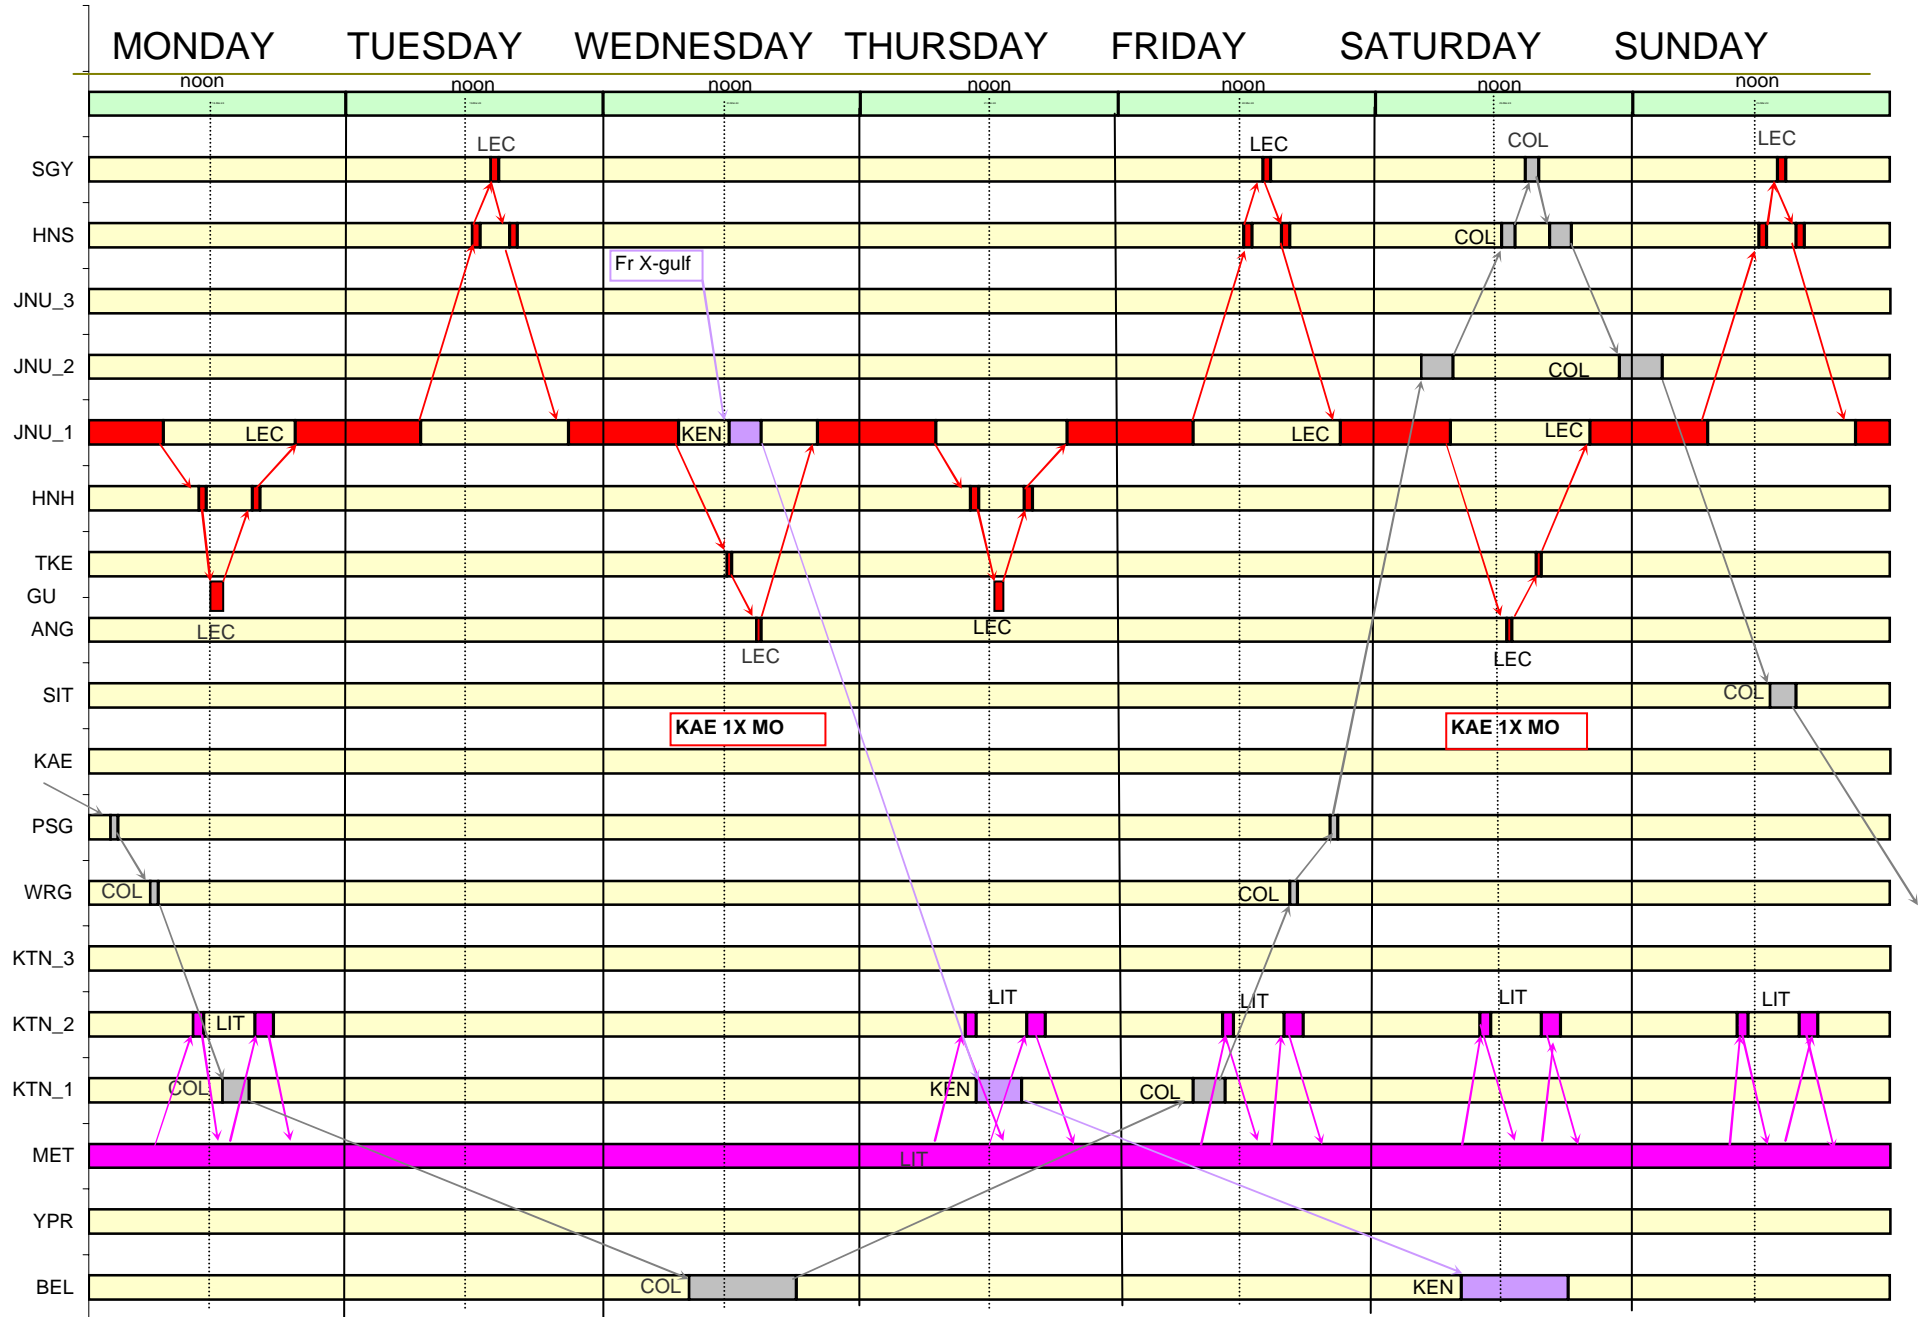 MONDAY TUESDAY WEDNESDAY THURSDAY FRIDAY SATURDAY SUNDAY
noon noon noon noon noon noon noon
LEC LEC COL LEC
SGY
HNS COL
Fr X-gulf
JNU_3
JNU_2 COL
JNU_1 LEC KEN LEC LEC
HNH
TKE
GU
ANG LEC LEC
LEC LEC
SIT COL
KAE 1X MO KAE 1X MO
KAE
PSG
WRG COL COL
KTN_3
LIT LIT LIT LIT
KTN_2 LIT
KTN_1 COL KEN COL
MET LIT
YPR
BEL COL KEN